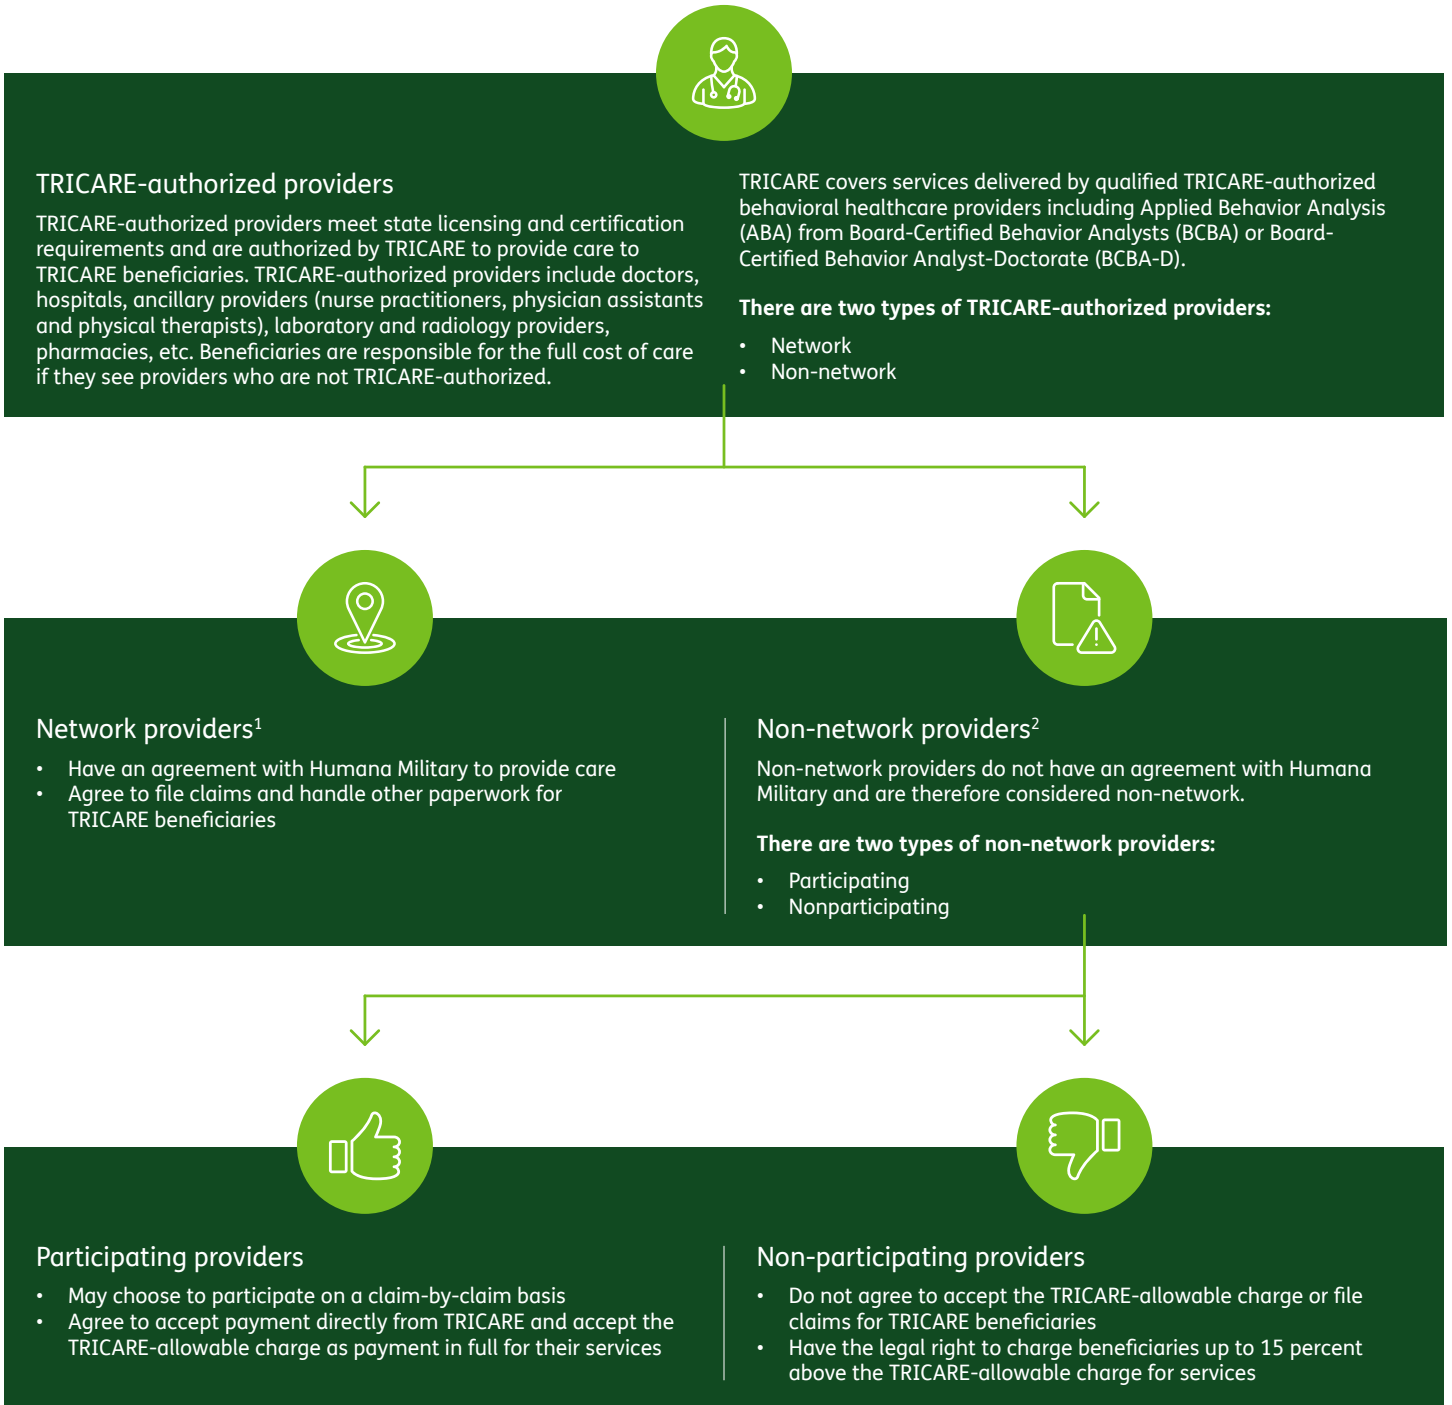 TRICARE-authorized providers
TRICARE-authorized providers meet state licensing and certification
requirements and are authorized by TRICARE to provide care to
TRICARE beneficiaries. TRICARE-authorized providers include doctors,
hospitals, ancillary providers (nurse practitioners, physician assistants
and physical therapists), laboratory and radiology providers,
pharmacies, etc. Beneficiaries are responsible for the full cost of care
if they see providers who are not TRICARE-authorized.
TRICARE covers services delivered by qualified TRICARE-authorized
behavioral healthcare providers including Applied Behavior Analysis
(ABA) from Board-Certified Behavior Analysts (BCBA) or Board-
Certified Behavior Analyst-Doctorate (BCBA-D).
There are two types of TRICARE-authorized providers:
• Network
• Non-network
Network providers¹
• Have an agreement with Humana Military to provide care
• Agree to file claims and handle other paperwork for
TRICARE beneficiaries
Non-network providers²
Non-network providers do not have an agreement with Humana
Military and are therefore considered non-network.
There are two types of non-network providers:
• Participating
• Nonparticipating
Participating providers
• May choose to participate on a claim-by-claim basis
• Agree to accept payment directly from TRICARE and accept the
TRICARE-allowable charge as payment in full for their services
Non-participating providers
• Do not agree to accept the TRICARE-allowable charge or file
claims for TRICARE beneficiaries
• Have the legal right to charge beneficiaries up to 15 percent
above the TRICARE-allowable charge for services